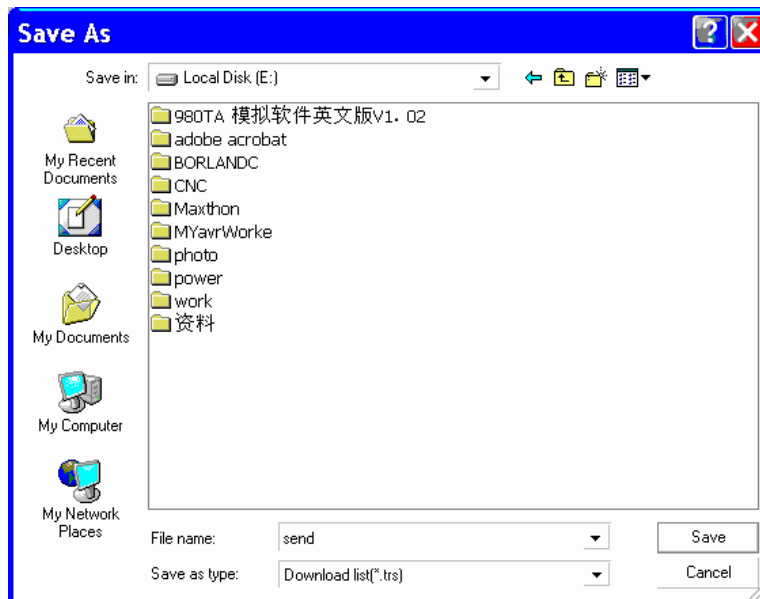 Save As
Save in: Local Disk (E:)
My Recent
Documents
Desktop
My Documents
My Computer
My Network
Places
980TA 模拟软件英文版V1. 02
adobe acrobat
BORLANDC
CNC
Maxthon
MYavrWorke
photo
power
work
资料
File name: send Save
Save as type: Download list(*.trs) Cancel